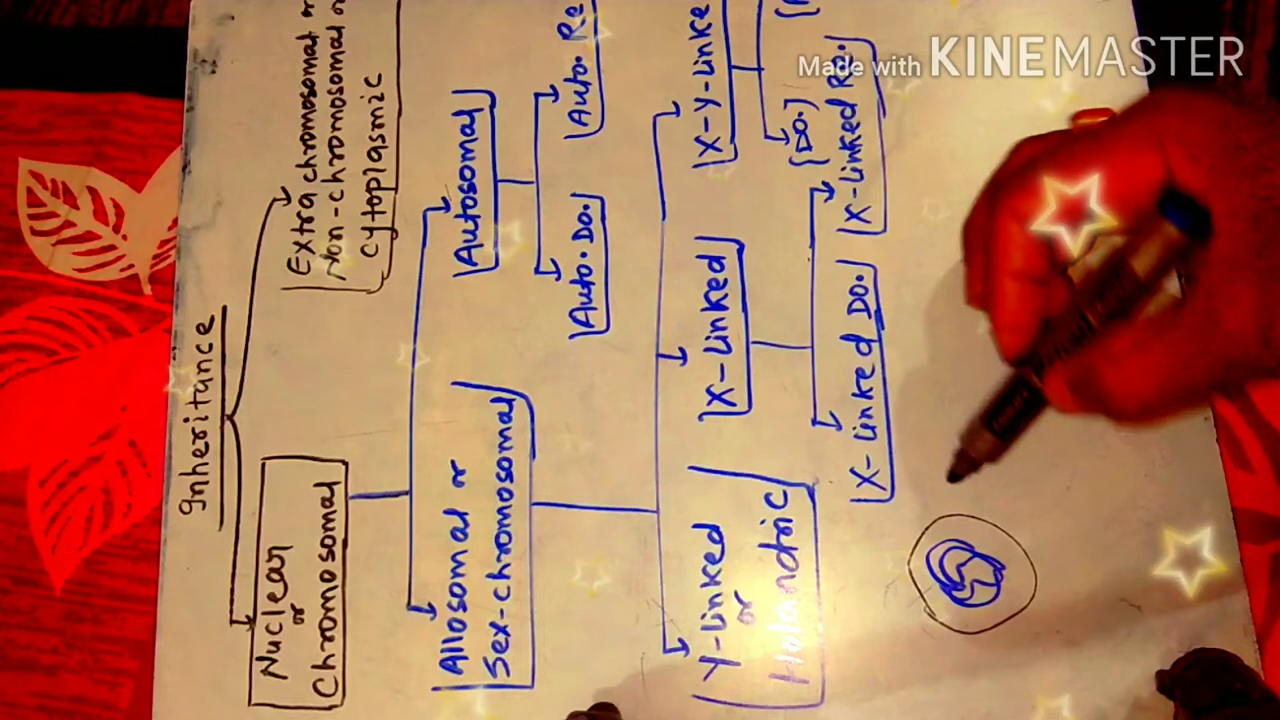 Inheritance
Nuclear
or
Chromosomal
Extra chromosomal
Non-chromosomal
Cytoplasmic
Allosomal or
Sex-chromosomal
Autosomal
Auto. Do.
Auto. Re
Y-Linked
or
Holandric
X-Linked
X-Y-Linke
X-Linked Do.
X-Linked Re.
[Do.]
Made with KINEMASTER